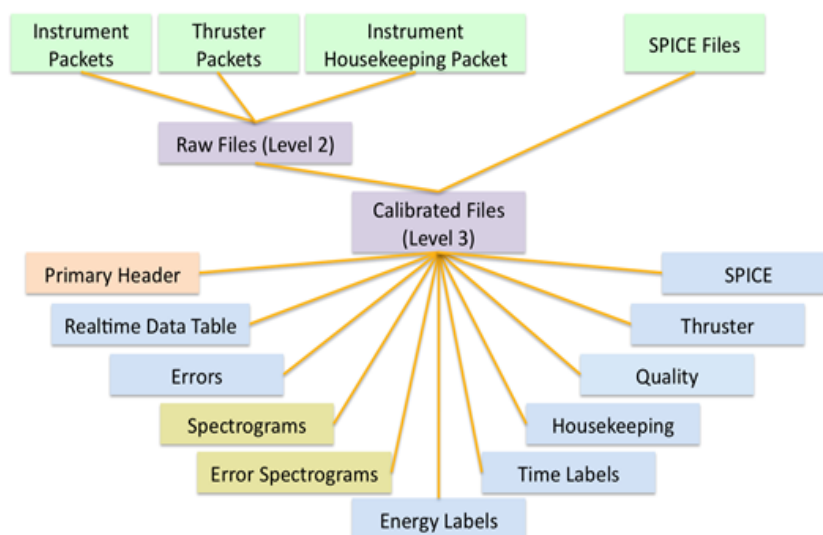 Instrument
Packets
Thruster
Packets
Instrument
Housekeeping Packet
SPICE Files
Raw Files (Level 2)
Calibrated Files
(Level 3)
Primary Header
SPICE
Realtime Data Table
Thruster
Errors
Quality
Spectrograms
Housekeeping
Error Spectrograms
Time Labels
Energy Labels